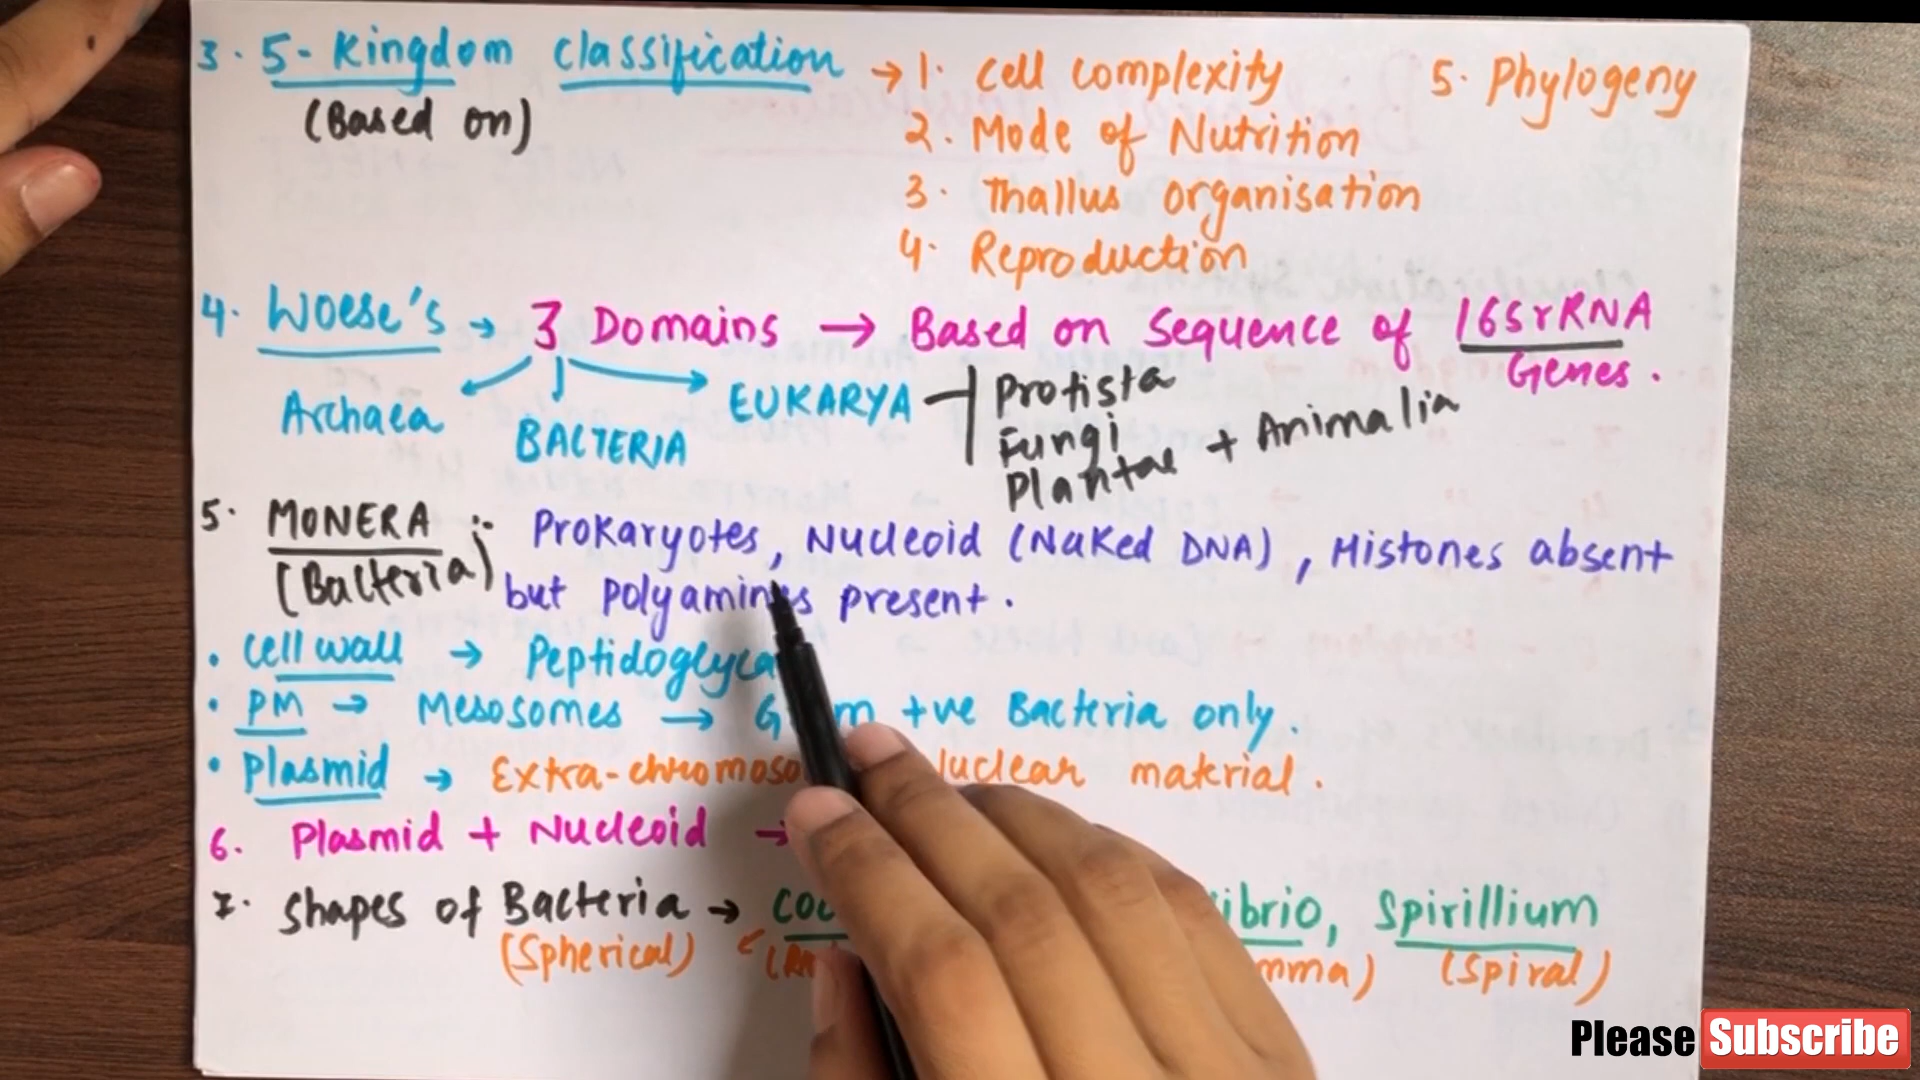 3. 5-Kingdom Classification → 1. Cell complexity 5. Phylogeny
(Based on) 2. Mode of Nutrition
3. Thallus organisation
4. Reproduction
4. Woese's → 3 Domains → Based on Sequence of 16SrRNA
Genes.
Archaea BACTERIA EUKARYA Protista
Fungi
Plantae + Animalia
5. MONERA :- Prokaryotes, Nucleoid (Naked DNA), Histones absent
(Bacteria) but polyamines present.
• Cell wall → Peptidoglyca
• PM → Mesosomes → Gram +ve Bacteria only.
• Plasmid → Extra-chromoso nuclear material.
6. Plasmid + Nucleoid →
7. Shapes of Bacteria → coc ibrio, Spirillium
(Spherical) mma) (Spiral)
Please Subscribe